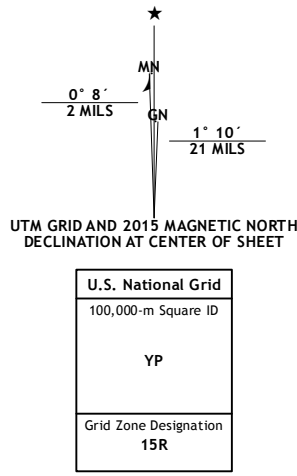 ★
MN
0° 8´
2 MILS
GN
1° 10´
21 MILS
UTM GRID AND 2015 MAGNETIC NORTH
DECLINATION AT CENTER OF SHEET
U.S. National Grid
100,000-m Square ID
YP
Grid Zone Designation
15R